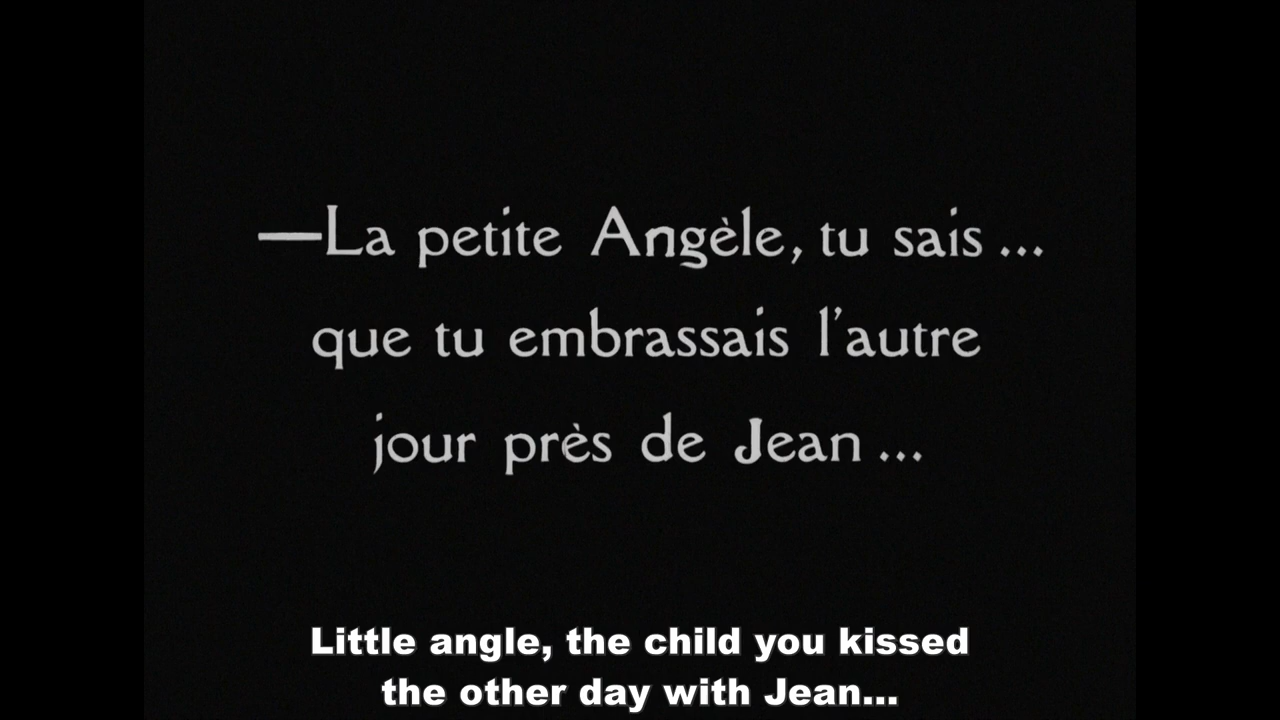 —La petite Angèle, tu sais ...
que tu embrassais l'autre
jour près de Jean ...
Little angle, the child you kissed
the other day with Jean...